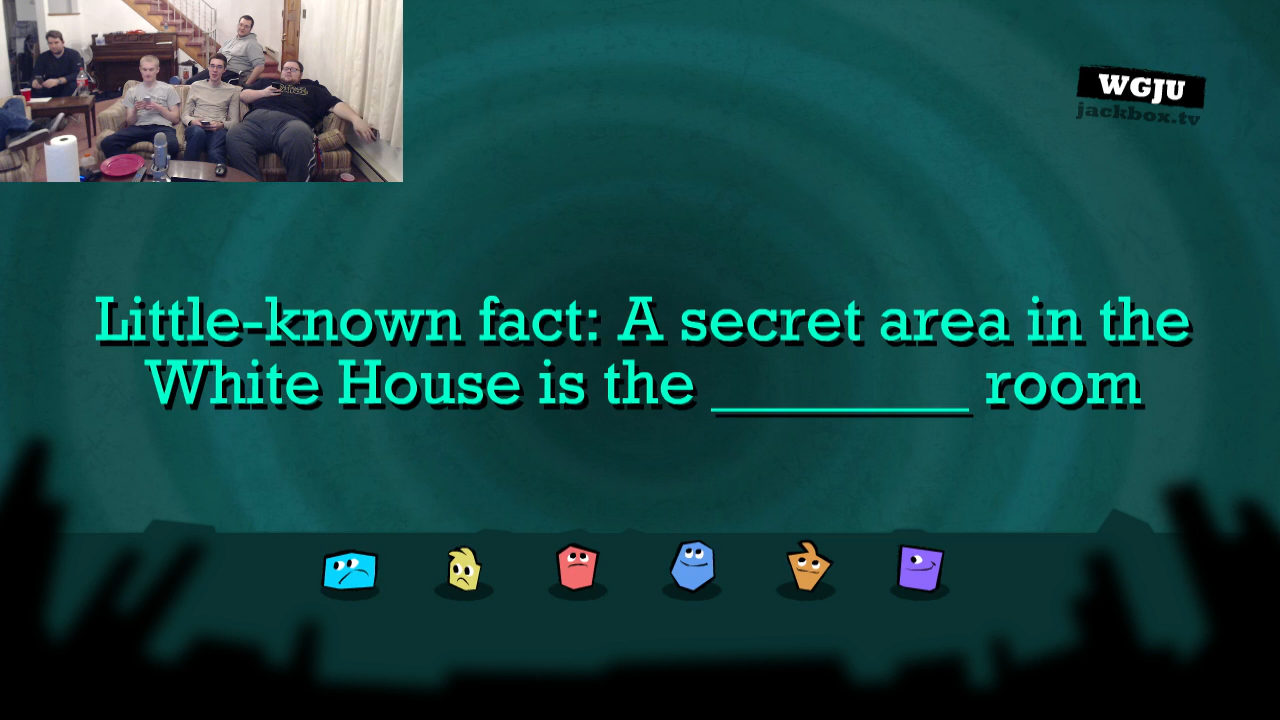 WGJU
jackbox.tv
Little-known fact: A secret area in the
White House is the ________ room